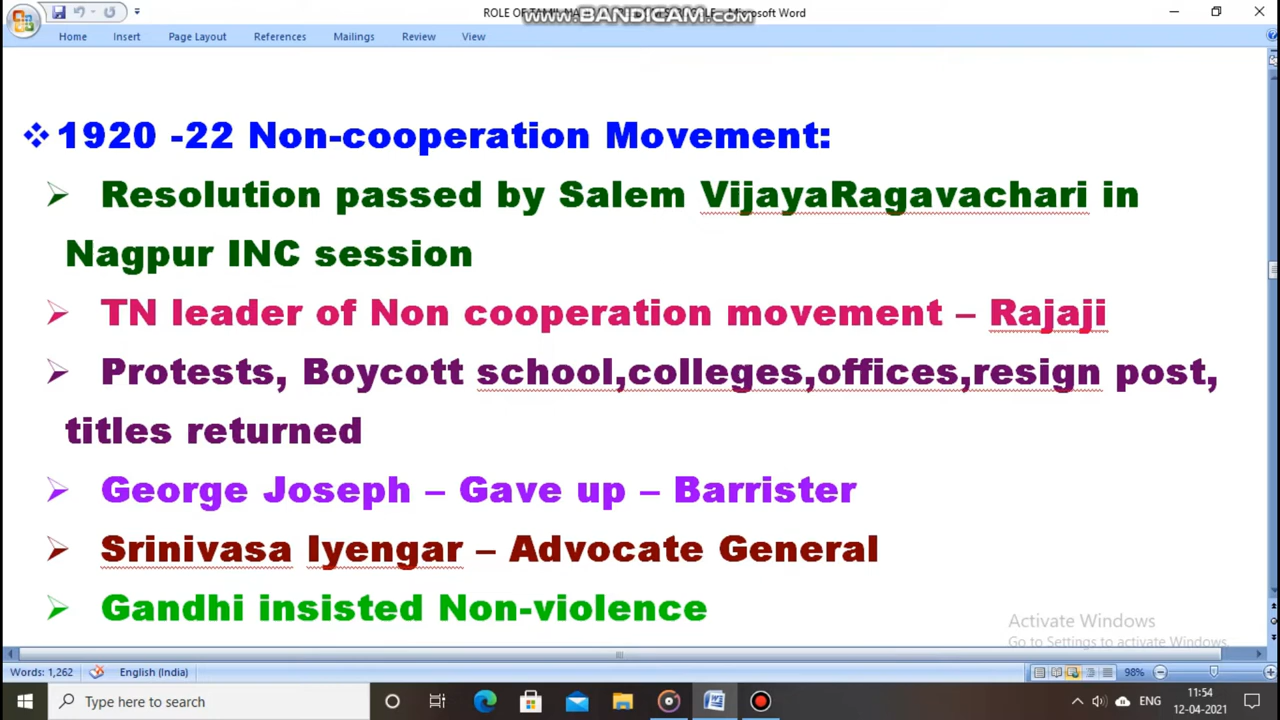 ROLE OF TAMIL
www.BANDICAM.com
Microsoft Word
Home Insert Page Layout References Mailings Review View
1920 -22 Non-cooperation Movement:
Resolution passed by Salem VijayaRagavachari in
Nagpur INC session
TN leader of Non cooperation movement – Rajaji
Protests, Boycott school,colleges,offices,resign post,
titles returned
George Joseph – Gave up – Barrister
Srinivasa Iyengar – Advocate General
Gandhi insisted Non-violence
Activate Windows
Go to Settings to activate Windows.
Words: 1,262 English (India) 98%
Type here to search ENG 11:54
12-04-2021